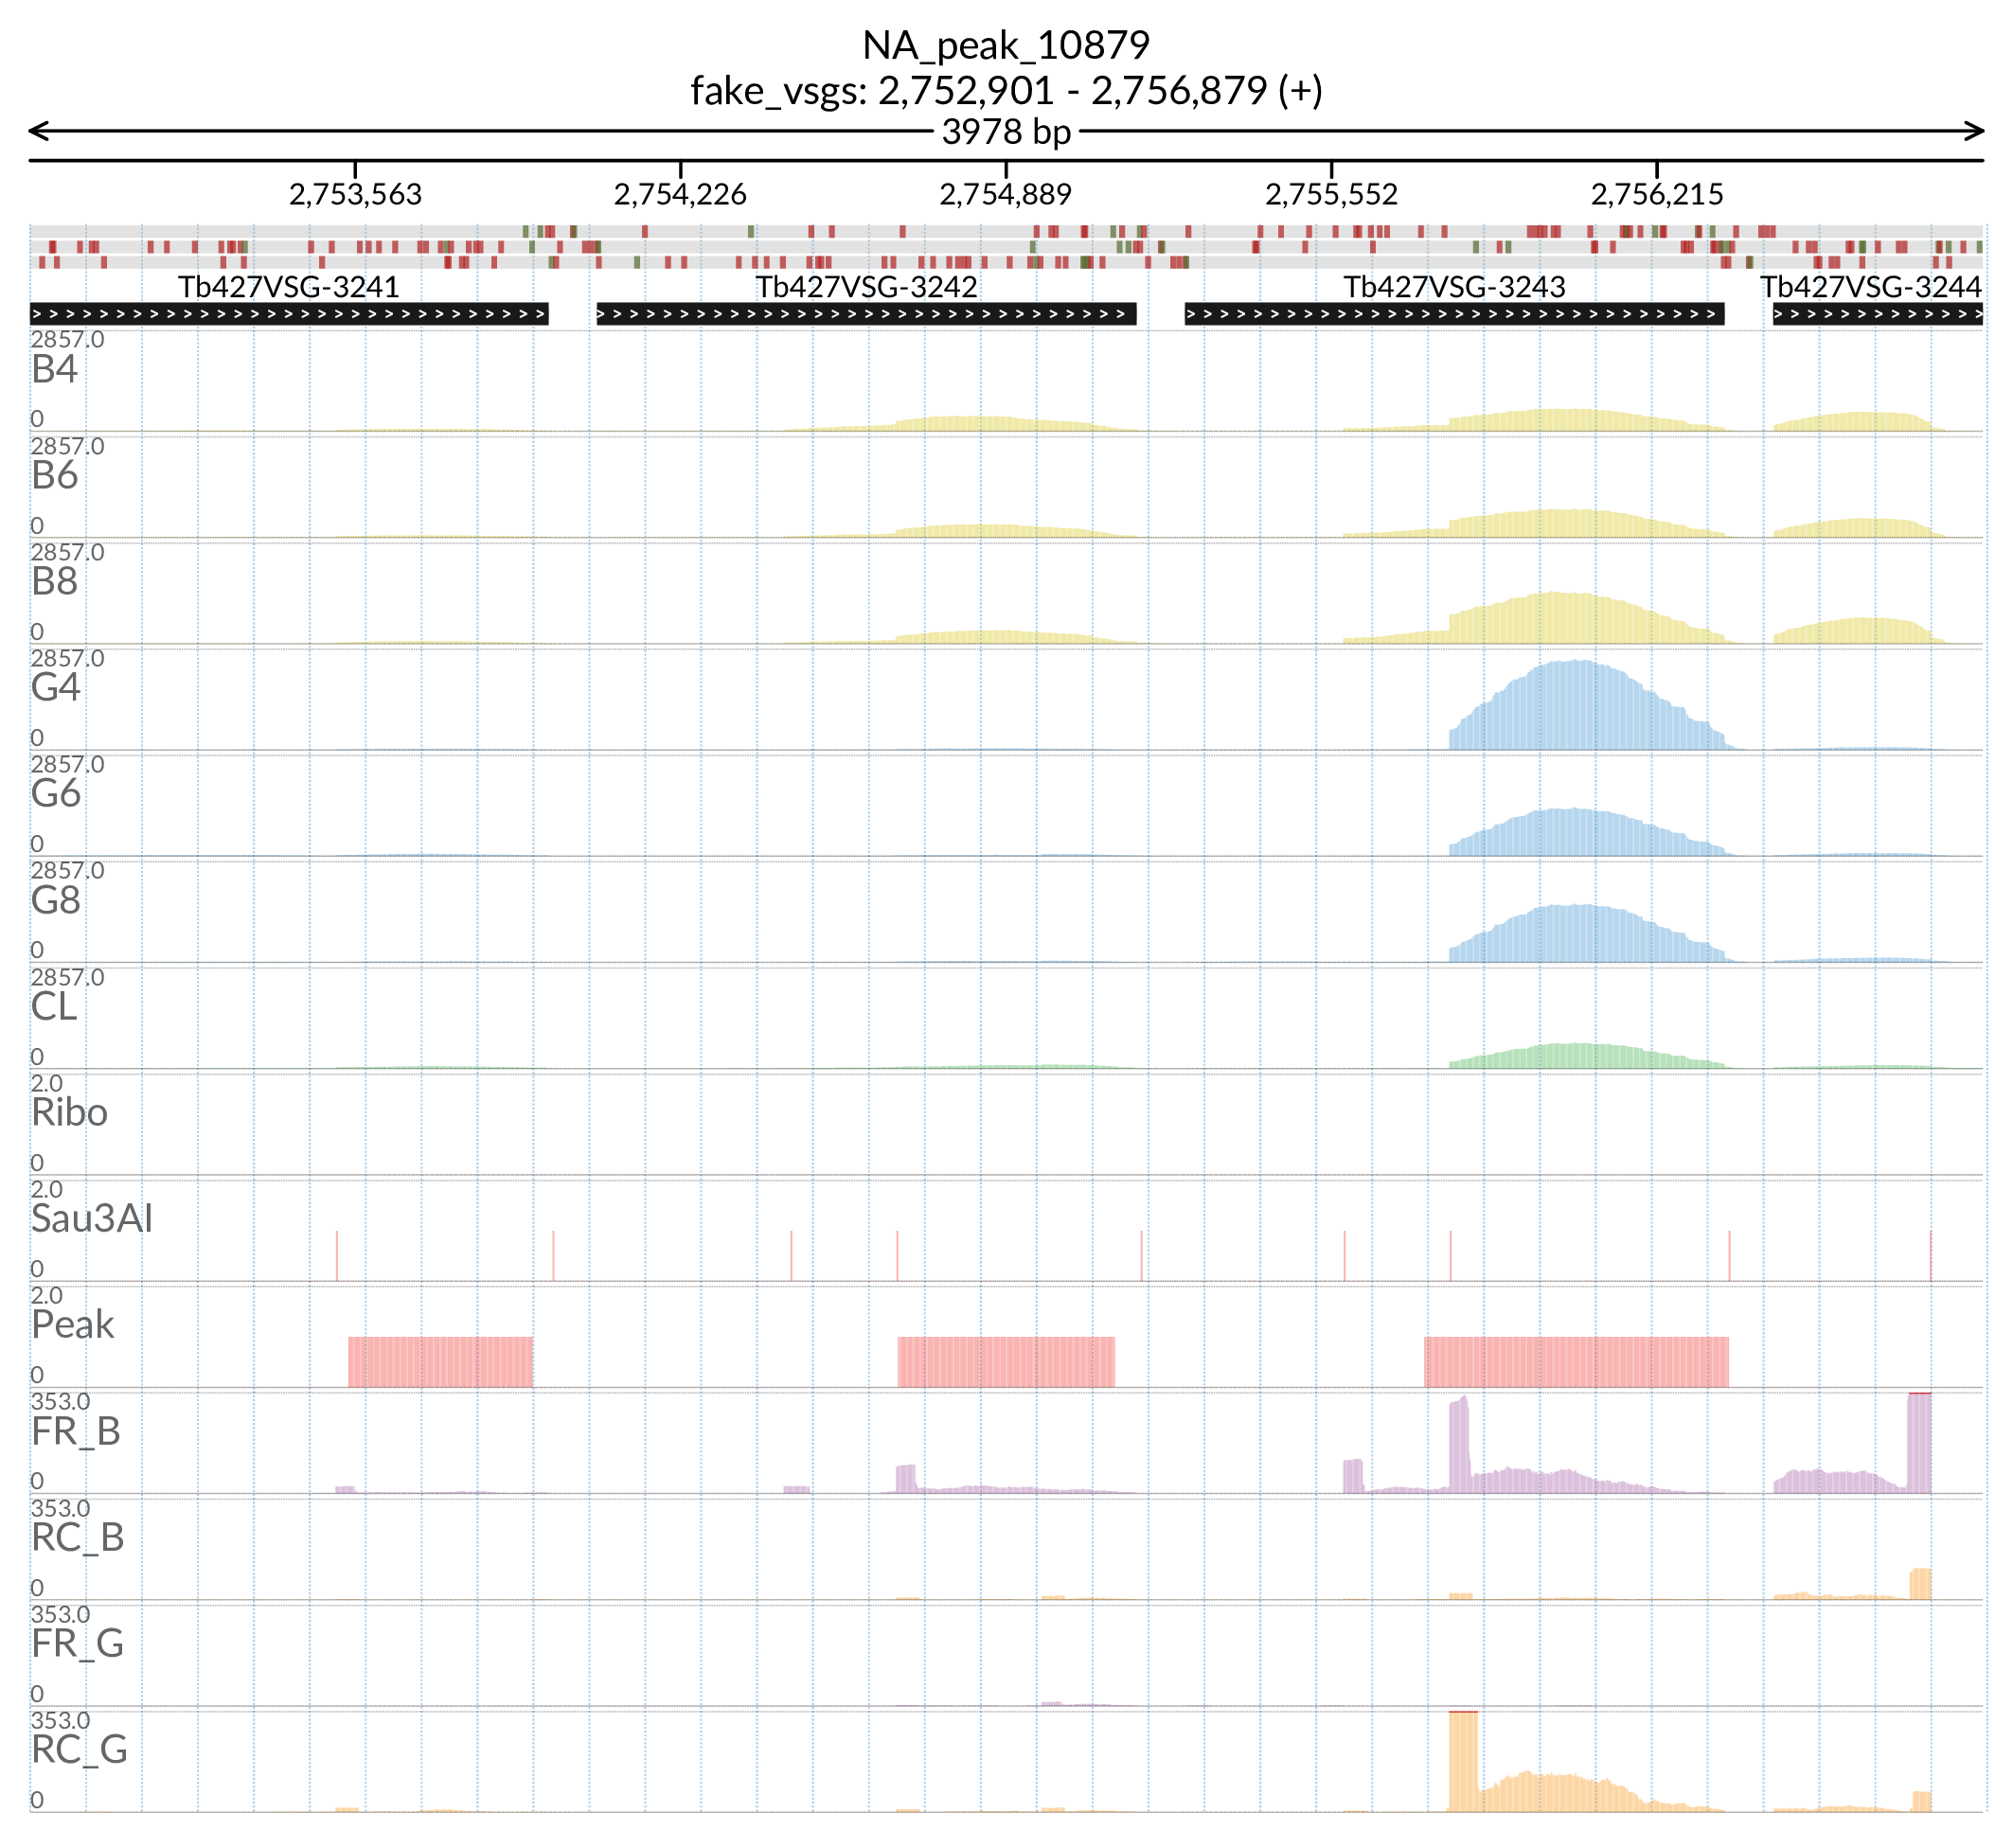 NA_peak_10879
fake_vsgs: 2,752,901 - 2,756,879 (+)
3978 bp
2,753,563 2,754,226 2,754,889 2,755,552 2,756,215
Tb427VSG-3241 Tb427VSG-3242 Tb427VSG-3243 Tb427VSG-3244
2857.0
B4
0
2857.0
B6
0
2857.0
B8
0
2857.0
G4
0
2857.0
G6
0
2857.0
G8
0
2857.0
CL
0
2.0
Ribo
0
2.0
Sau3AI
0
2.0
Peak
0
353.0
FR_B
0
353.0
RC_B
0
353.0
FR_G
0
353.0
RC_G
0